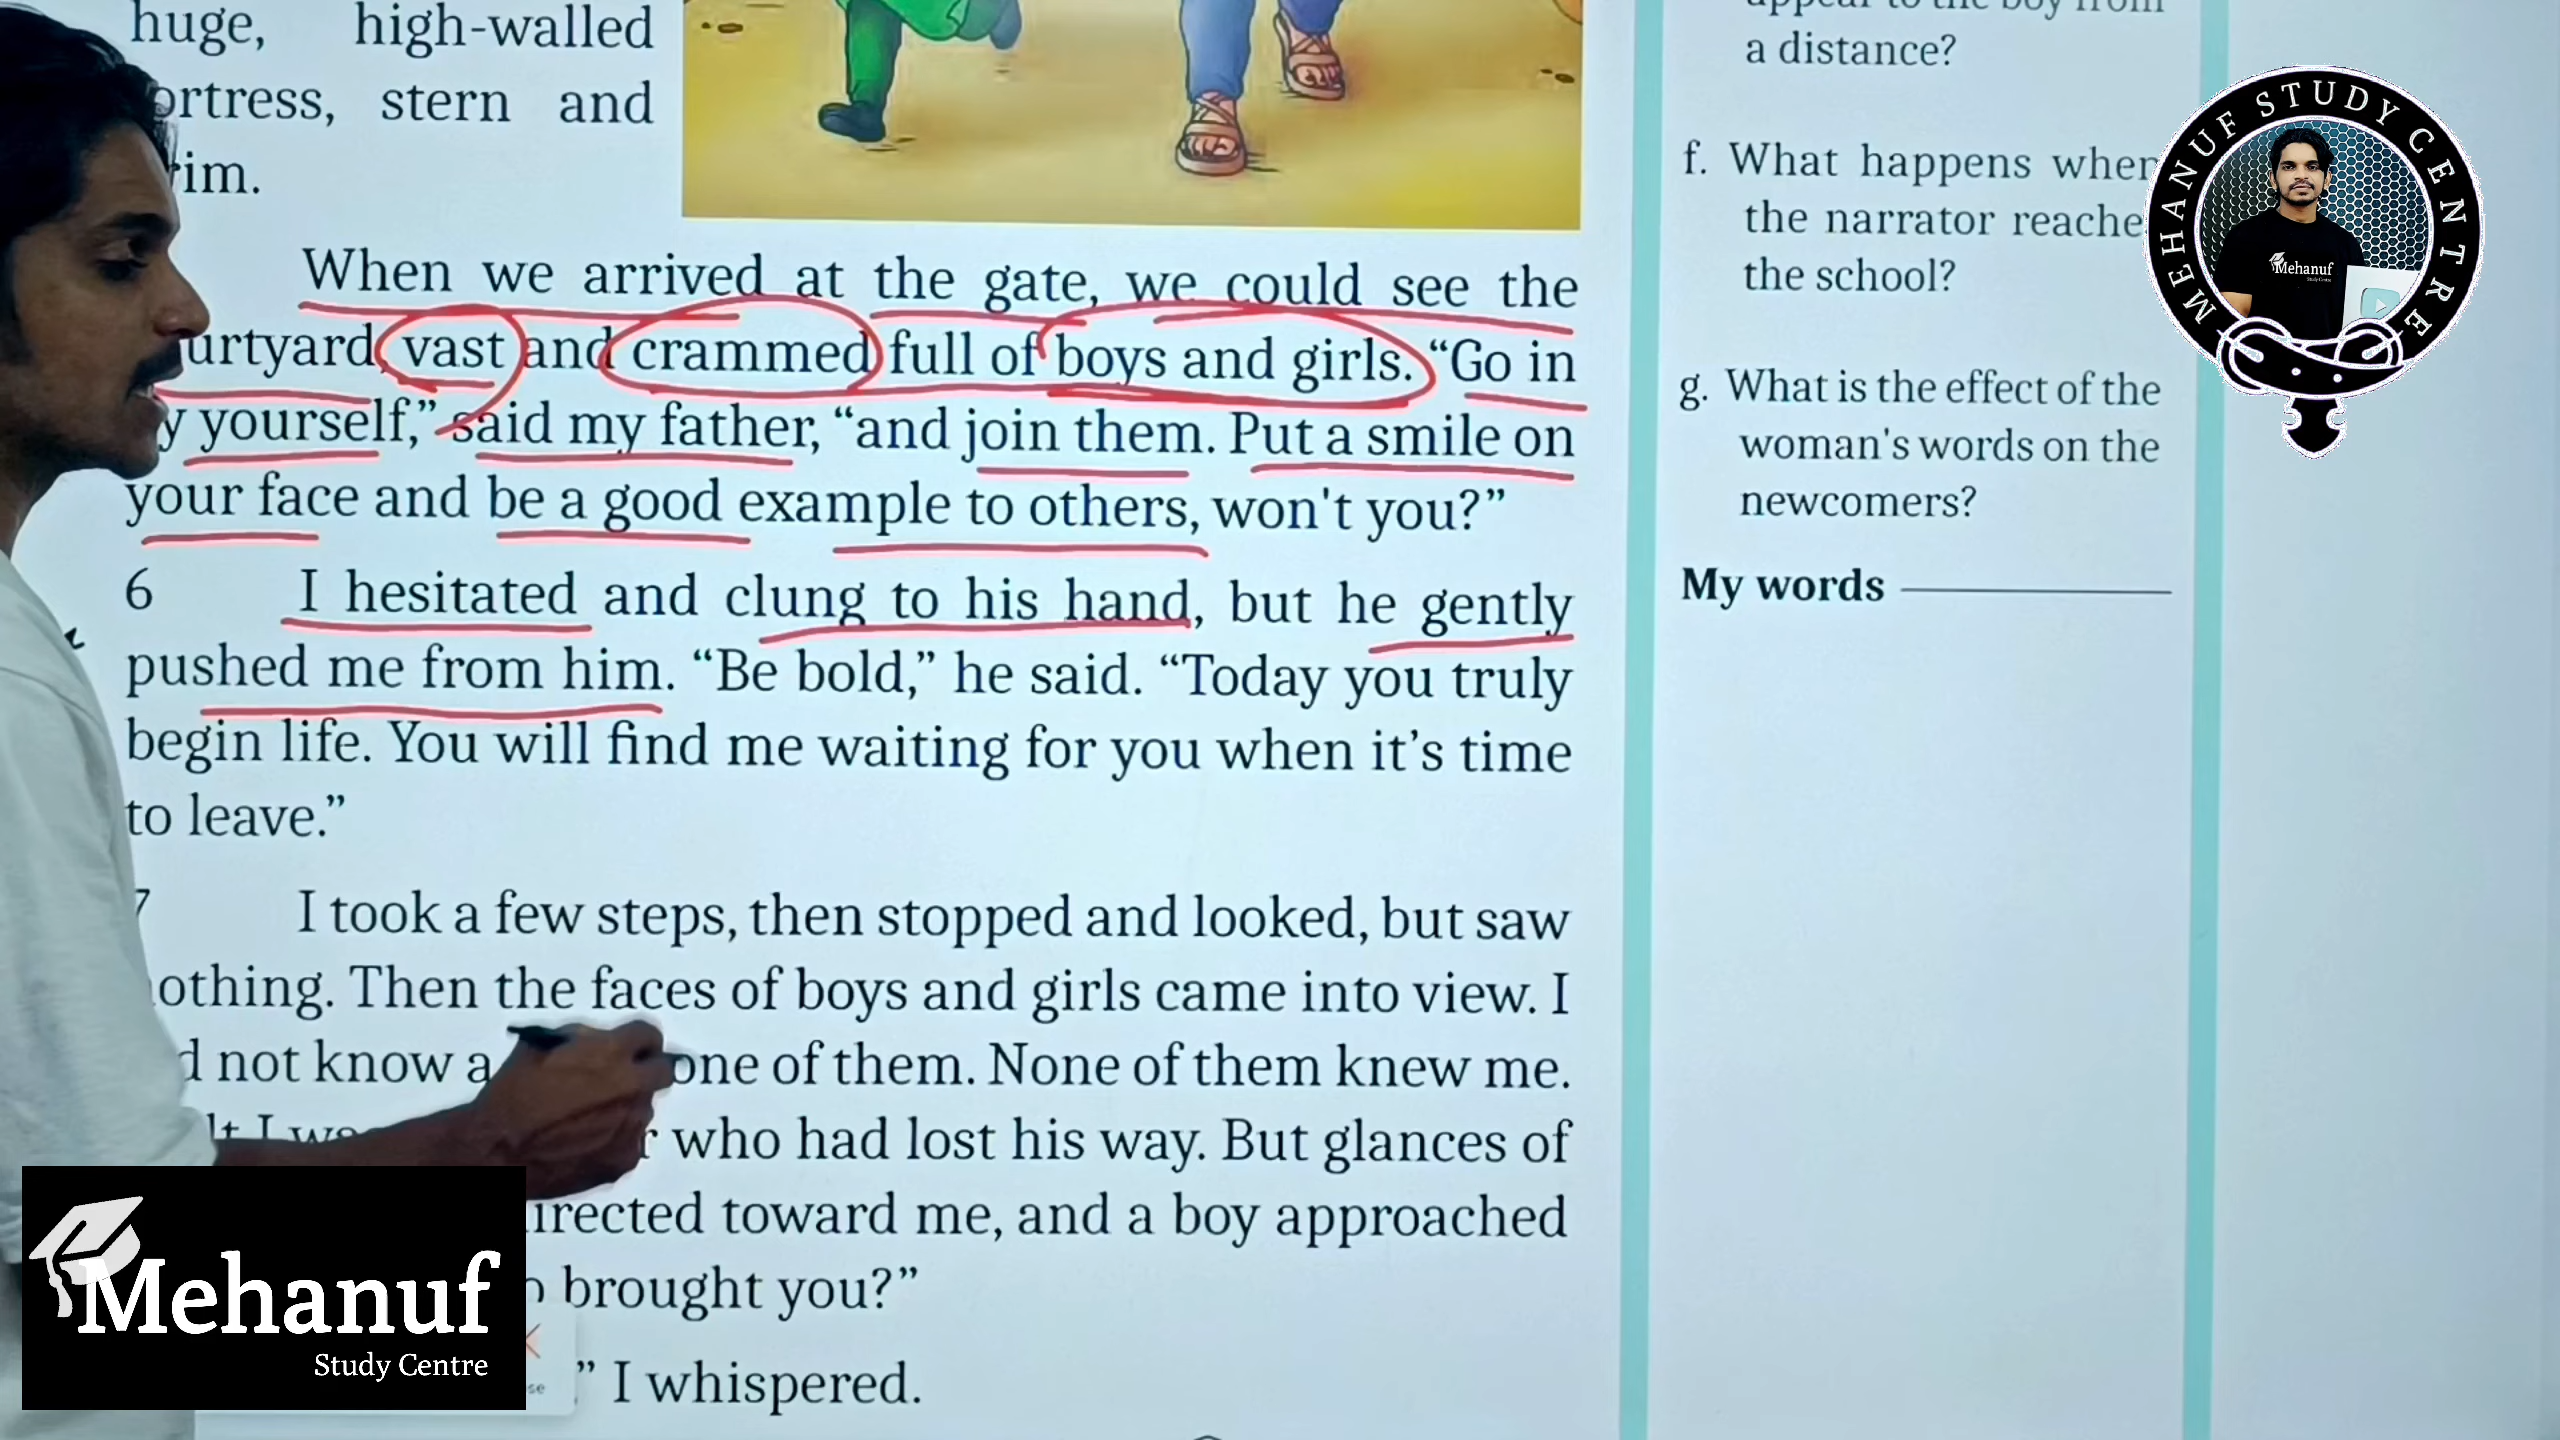 huge, high-walled
stern and
When we arrived at the gate, we could see the
vast and crammed full of boys and girls. “Go in
yourself,” said my father, “and join them. Put a smile on
your face and be a good example to others, won't you?”
6 I hesitated and clung to his hand, but he gently
pushed me from him. “Be bold,” he said. “Today you truly
begin life. You will find me waiting for you when it’s time
to leave.”
7 I took a few steps, then stopped and looked, but saw
Then the faces of boys and girls came into view. I
not know one of them. None of them knew me.
I who had lost his way. But glances of
toward me, and a boy approached
brought you?”
” I whispered.
a distance?
f. What happens when
the narrator
the school?
g. What is the effect of the
woman's words on the
newcomers?
My words
MEHANUF STUDY CENTRE
Mehanuf
Mehanuf
Study Centre